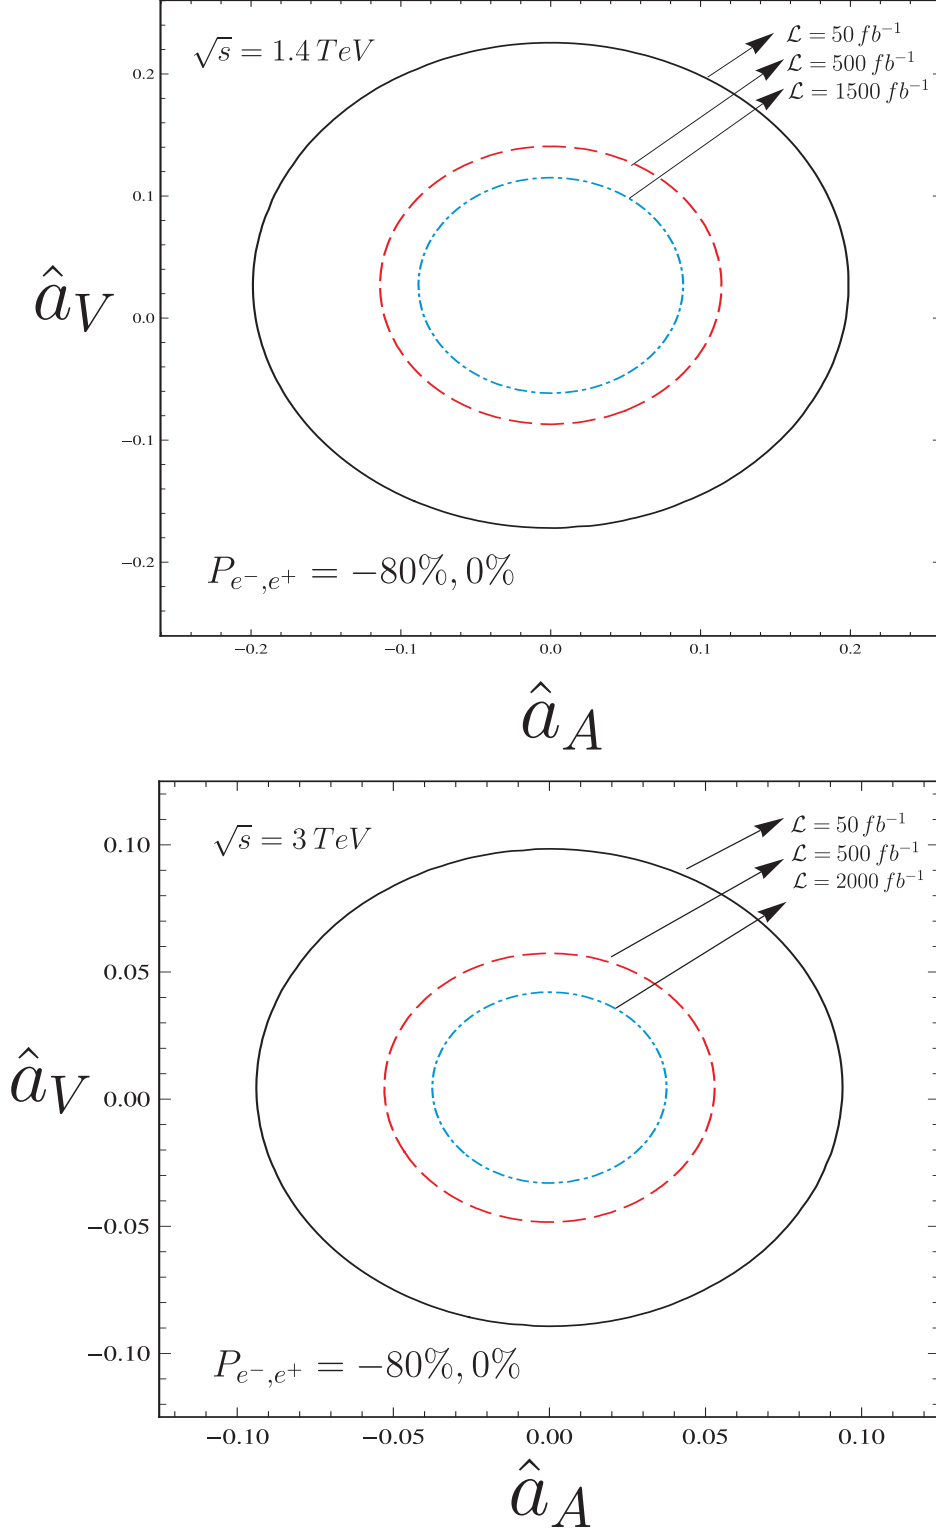 √s = 1.4 TeV
ℒ = 50 fb⁻¹
ℒ = 500 fb⁻¹
ℒ = 1500 fb⁻¹
0.2
0.1
0.0
−0.1
−0.2
â_V
P_{e⁻,e⁺} = −80%, 0%
−0.2 −0.1 0.0 0.1 0.2
â_A
√s = 3 TeV
ℒ = 50 fb⁻¹
ℒ = 500 fb⁻¹
ℒ = 2000 fb⁻¹
0.10
0.05
0.00
−0.05
−0.10
â_V
P_{e⁻,e⁺} = −80%, 0%
−0.10 −0.05 0.00 0.05 0.10
â_A